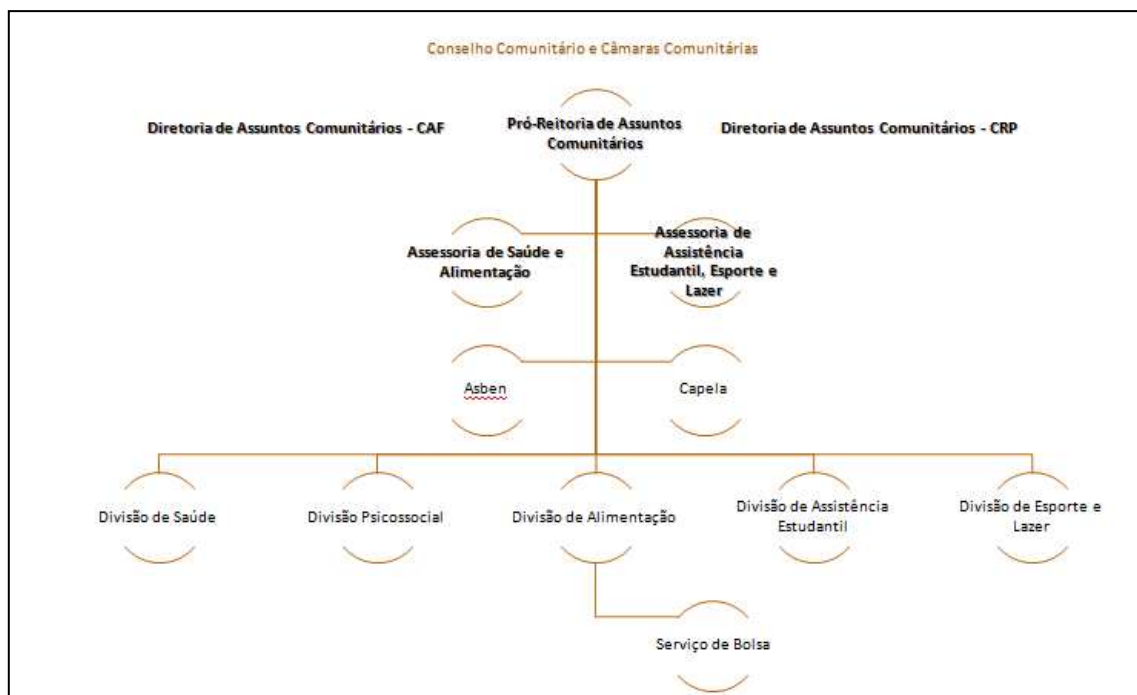 Conselho Comunitário e Câmaras Comunitárias
Diretoria de Assuntos Comunitários - CAF
Pró-Reitoria de Assuntos
Comunitários
Diretoria de Assuntos Comunitários - CRP
Assessoria de Saúde e
Alimentação
Assessoria de
Assistência
Estudantil, Esporte e
Lazer
Asben
Capela
Divisão de Saúde
Divisão Psicossocial
Divisão de Alimentação
Divisão de Assistência
Estudantil
Divisão de Esporte e
Lazer
Serviço de Bolsa